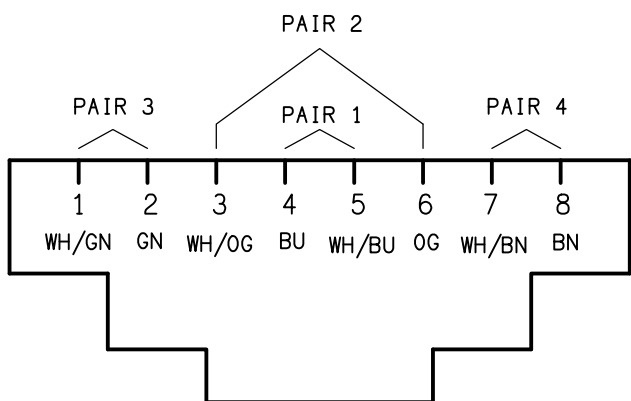 PAIR 2
PAIR 3 PAIR 1 PAIR 4
1 2 3 4 5 6 7 8
WH/GN GN WH/OG BU WH/BU OG WH/BN BN